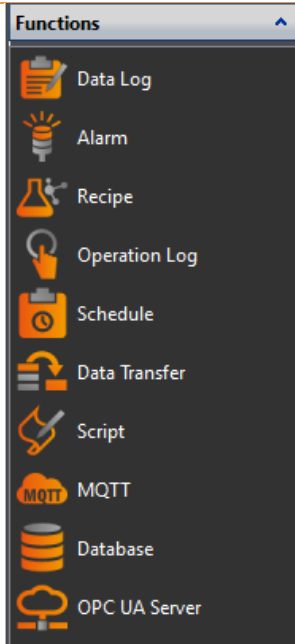 Functions
Data Log
Alarm
Recipe
Operation Log
Schedule
Data Transfer
Script
MQTT MQTT
Database
OPC UA Server